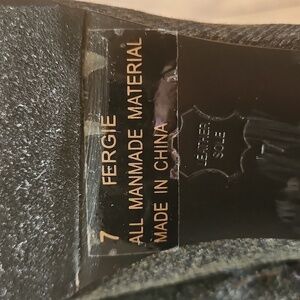 7 FERGIE
ALL MANMADE MATERIAL
MADE IN CHINA
LEATHER
SOLE